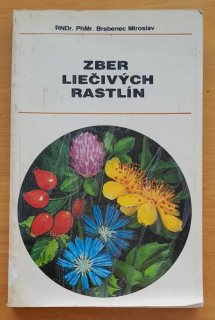 RNDr. PhMr. Brabenec Miroslav
ZBER
LIEČIVÝCH
RASTLÍN